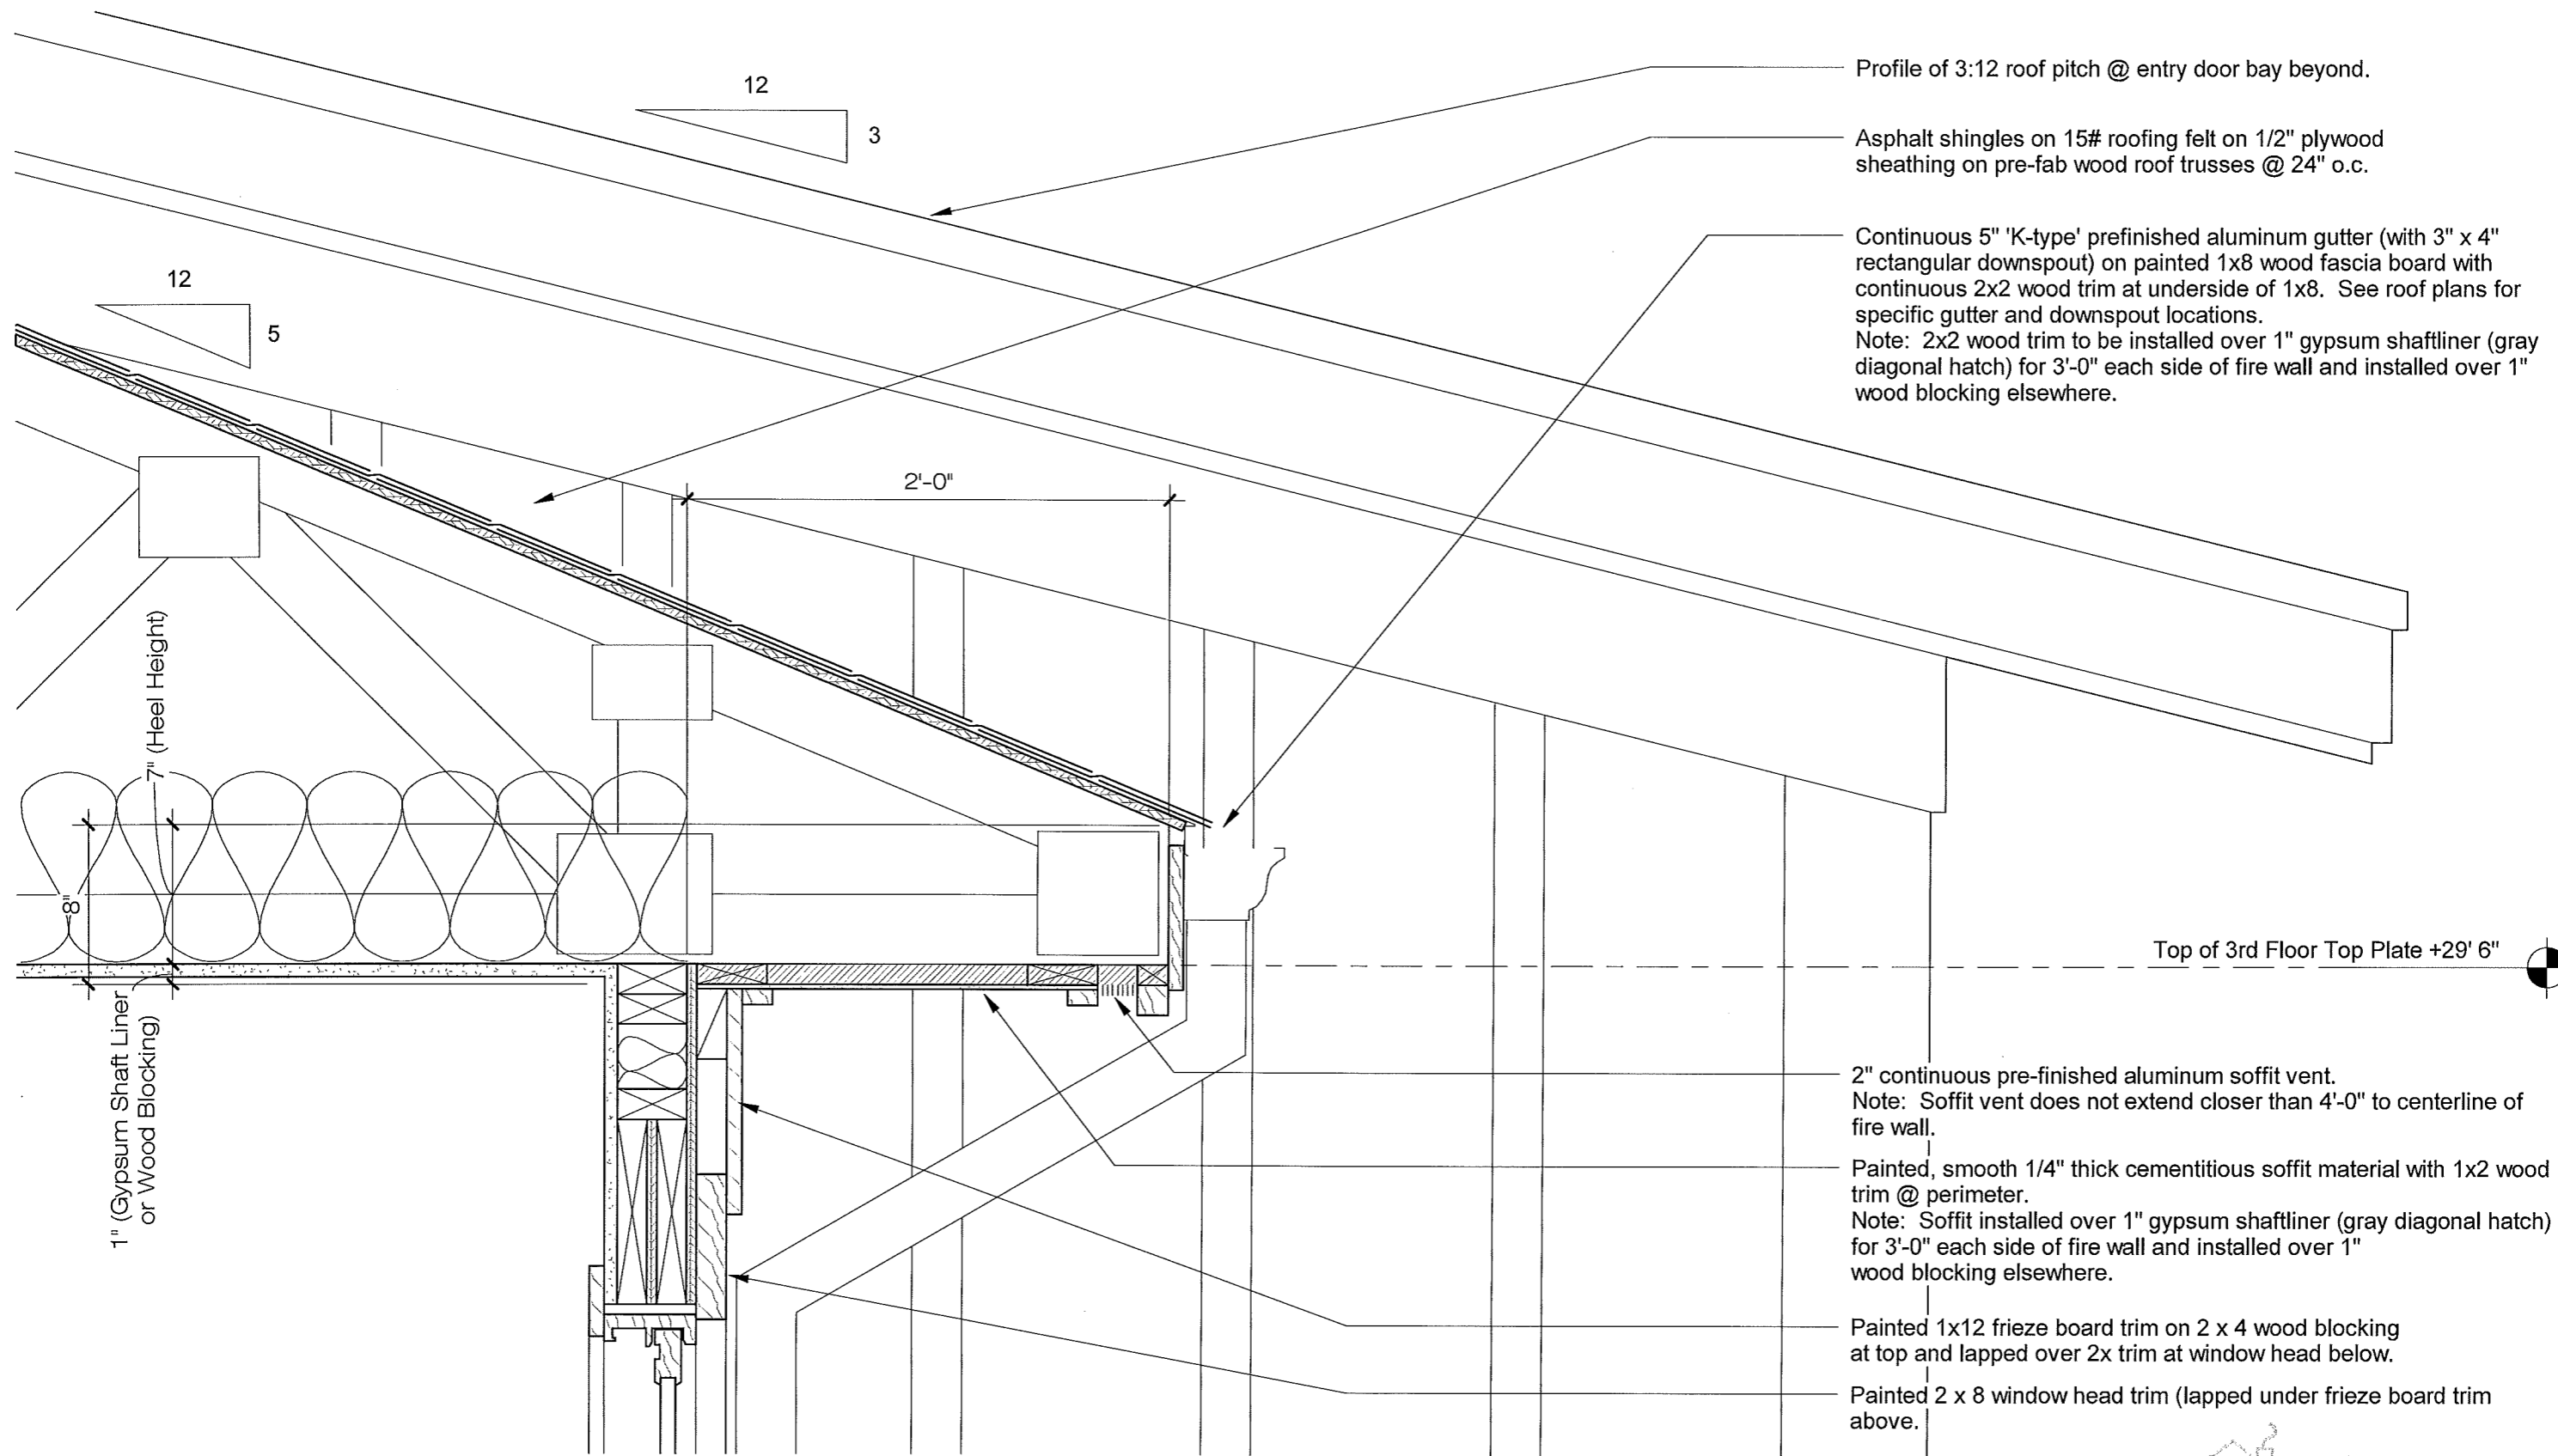 Profile of 3:12 roof pitch @ entry door bay beyond.
12
3
Asphalt shingles on 15# roofing felt on 1/2" plywood
sheathing on pre-fab wood roof trusses @ 24" o.c.
Continuous 5" 'K-type' prefinished aluminum gutter (with 3" x 4"
rectangular downspout) on painted 1x8 wood fascia board with
continuous 2x2 wood trim at underside of 1x8.  See roof plans for
specific gutter and downspout locations.
Note:  2x2 wood trim to be installed over 1" gypsum shaftliner (gray
diagonal hatch) for 3'-0" each side of fire wall and installed over 1"
wood blocking elsewhere.
12
5
2'-0"
7" (Heel Height)
8"
1" (Gypsum Shaft Liner
or Wood Blocking)
Top of 3rd Floor Top Plate +29' 6"
2" continuous pre-finished aluminum soffit vent.
Note:  Soffit vent does not extend closer than 4'-0" to centerline of
fire wall.
Painted, smooth 1/4" thick cementitious soffit material with 1x2 wood
trim @ perimeter.
Note:  Soffit installed over 1" gypsum shaftliner (gray diagonal hatch)
for 3'-0" each side of fire wall and installed over 1"
wood blocking elsewhere.
Painted 1x12 frieze board trim on 2 x 4 wood blocking
at top and lapped over 2x trim at window head below.
Painted 2 x 8 window head trim (lapped under frieze board trim
above.